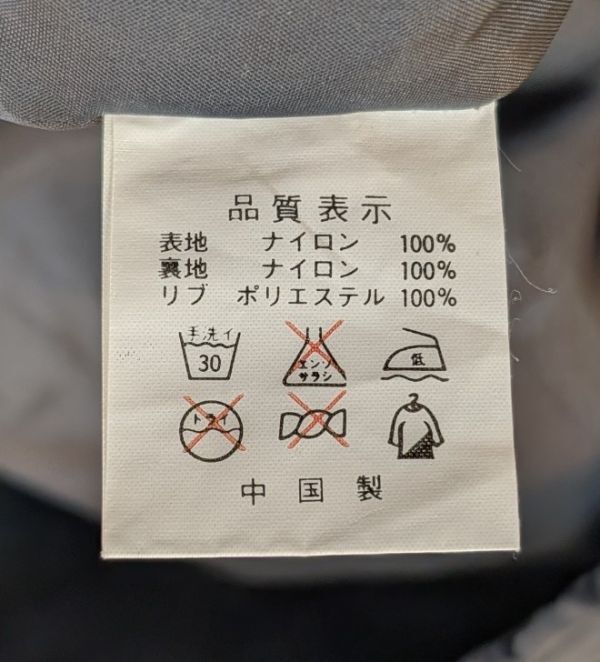 品質表示
表地 ナイロン 100%
裏地 ナイロン 100%
リブ ポリエステル 100%
手洗イ
30
エンソ
サラシ
低
ドライ
中国製